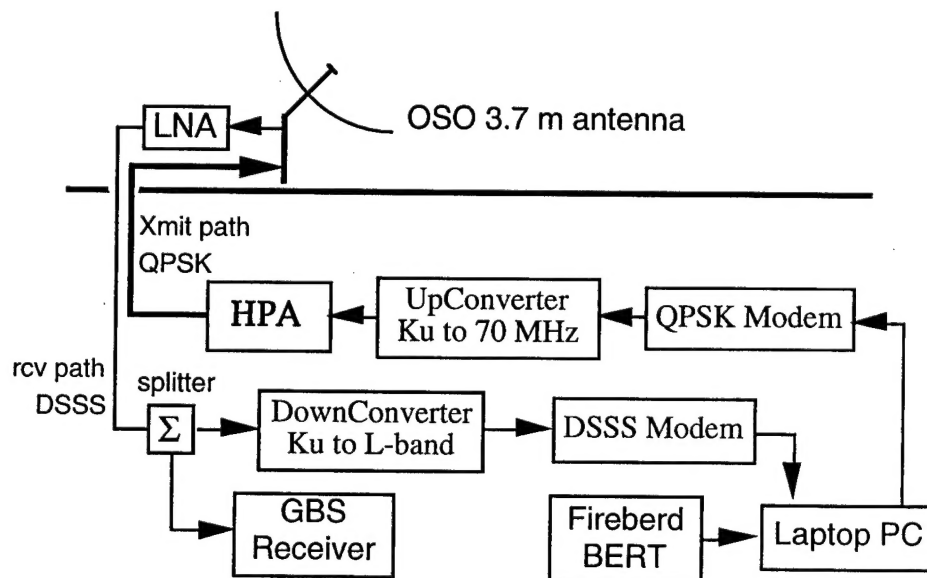 OSO 3.7 m antenna
LNA
Xmit path
QPSK
HPA
UpConverter
Ku to 70 MHz
QPSK Modem
rcv path
DSSS
splitter
Σ
DownConverter
Ku to L-band
DSSS Modem
GBS
Receiver
Fireberd
BERT
Laptop PC